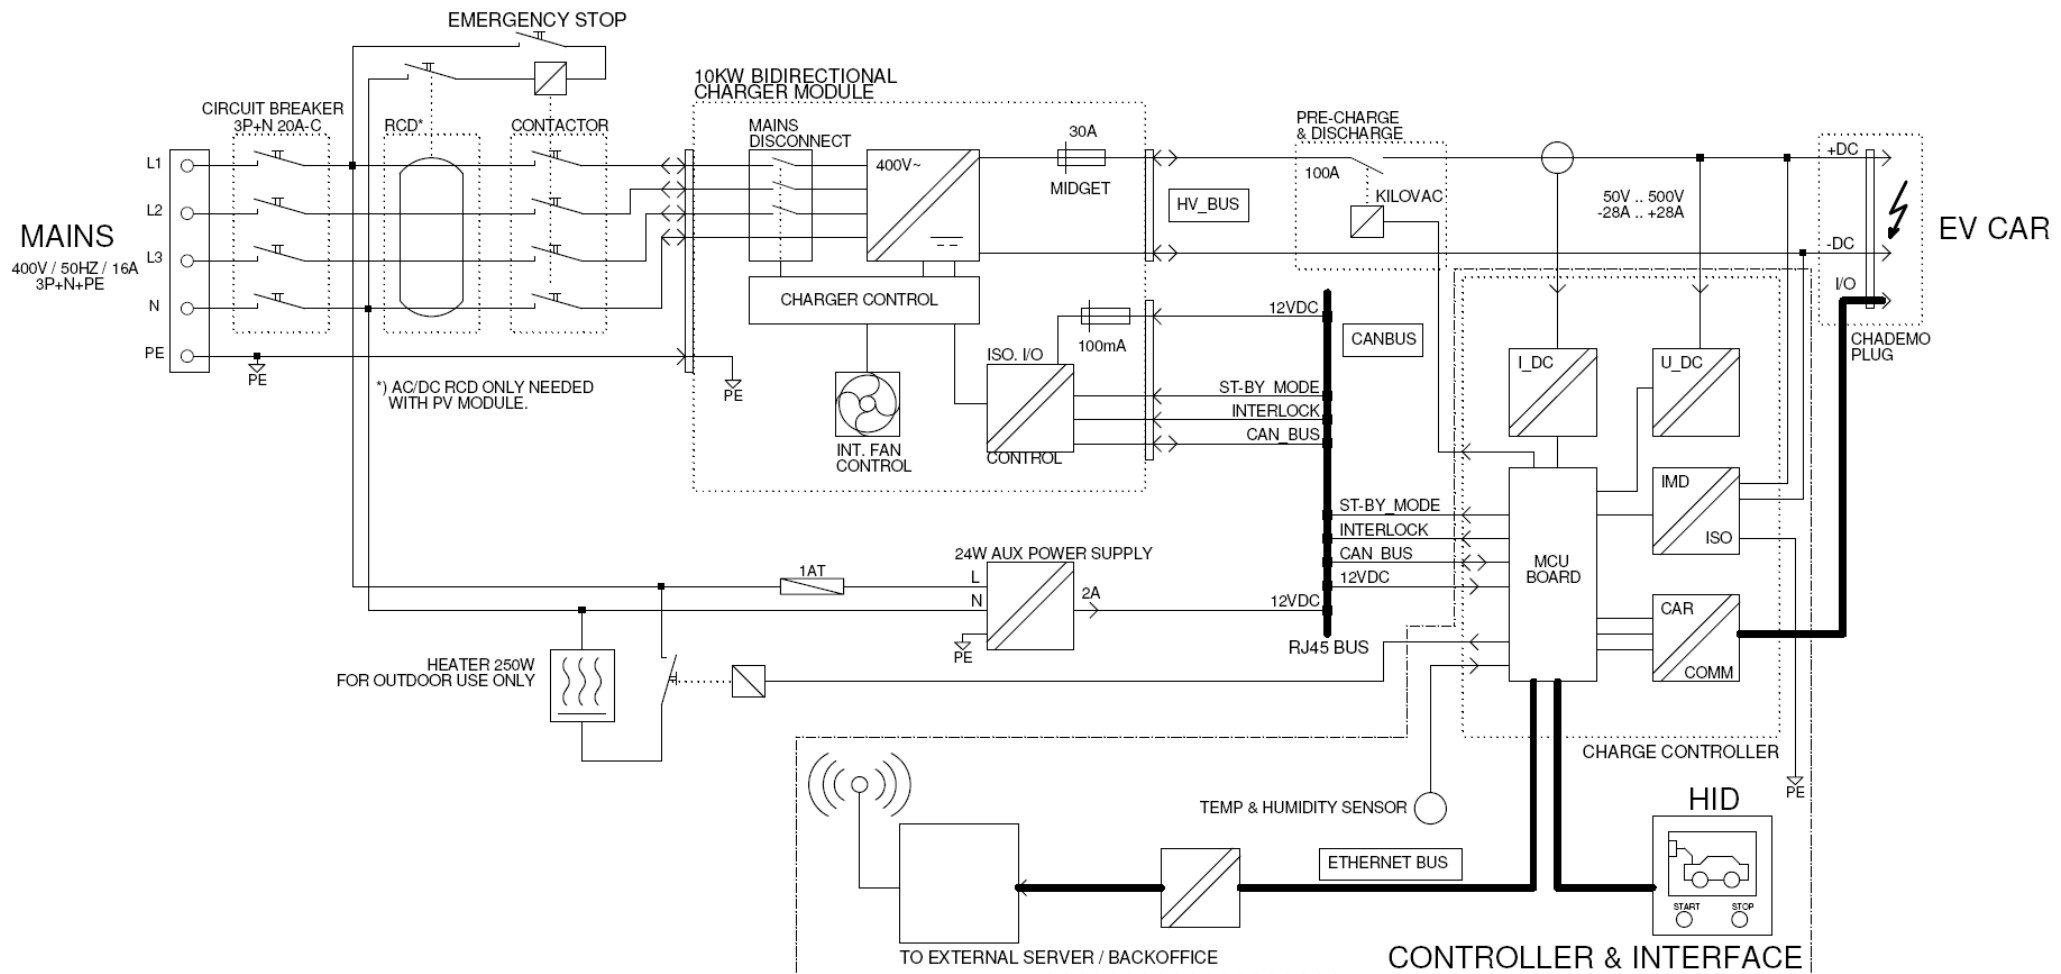 EMERGENCY STOP
10KW BIDIRECTIONAL
CHARGER MODULE
CIRCUIT BREAKER
3P+N 20A-C
RCD*
CONTACTOR
MAINS
DISCONNECT
30A
MIDGET
PRE-CHARGE
& DISCHARGE
100A
KILOVAC
400V~
HV_BUS
50V .. 500V
-28A .. +28A
+DC
-DC
I/O
EV CAR
CHADEMO
PLUG
MAINS
400V / 50HZ / 16A
3P+N+PE
L1
L2
L3
N
PE
PE
*) AC/DC RCD ONLY NEEDED
WITH PV MODULE.
PE
CHARGER CONTROL
INT. FAN
CONTROL
ISO. I/O
CONTROL
100mA
12VDC
CANBUS
ST-BY_MODE
INTERLOCK
CAN_BUS
I_DC
U_DC
ST-BY_MODE
INTERLOCK
CAN BUS
12VDC
MCU
BOARD
IMD
ISO
CAR
COMM
24W AUX POWER SUPPLY
1AT
L
N
2A
12VDC
PE
RJ45 BUS
HEATER 250W
FOR OUTDOOR USE ONLY
CHARGE CONTROLLER
PE
TEMP & HUMIDITY SENSOR
HID
START
STOP
ETHERNET BUS
TO EXTERNAL SERVER / BACKOFFICE
CONTROLLER & INTERFACE